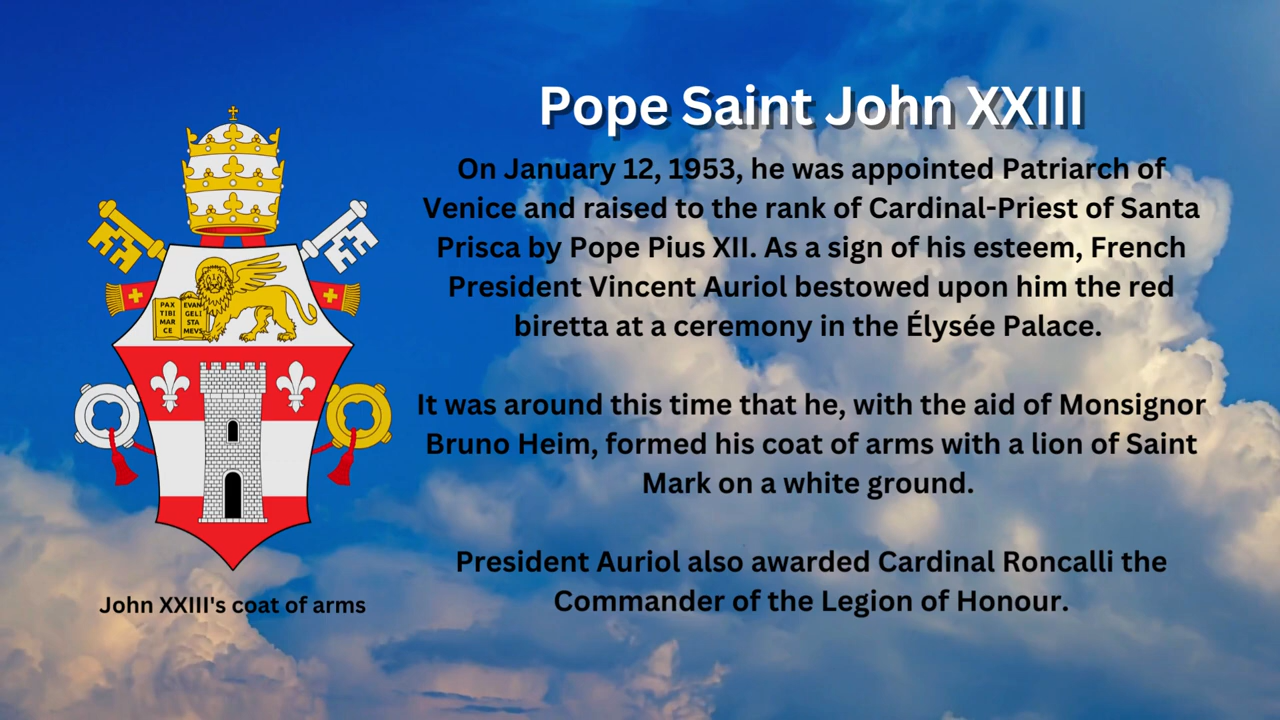 Pope Saint John XXIII
On January 12, 1953, he was appointed Patriarch of
Venice and raised to the rank of Cardinal-Priest of Santa
Prisca by Pope Pius XII. As a sign of his esteem, French
President Vincent Auriol bestowed upon him the red
biretta at a ceremony in the Élysée Palace.
It was around this time that he, with the aid of Monsignor
Bruno Heim, formed his coat of arms with a lion of Saint
Mark on a white ground.
President Auriol also awarded Cardinal Roncalli the
Commander of the Legion of Honour.
PAX
TIBI
MAR
CE
EVAN
GELI
STA
MEVS
John XXIII's coat of arms